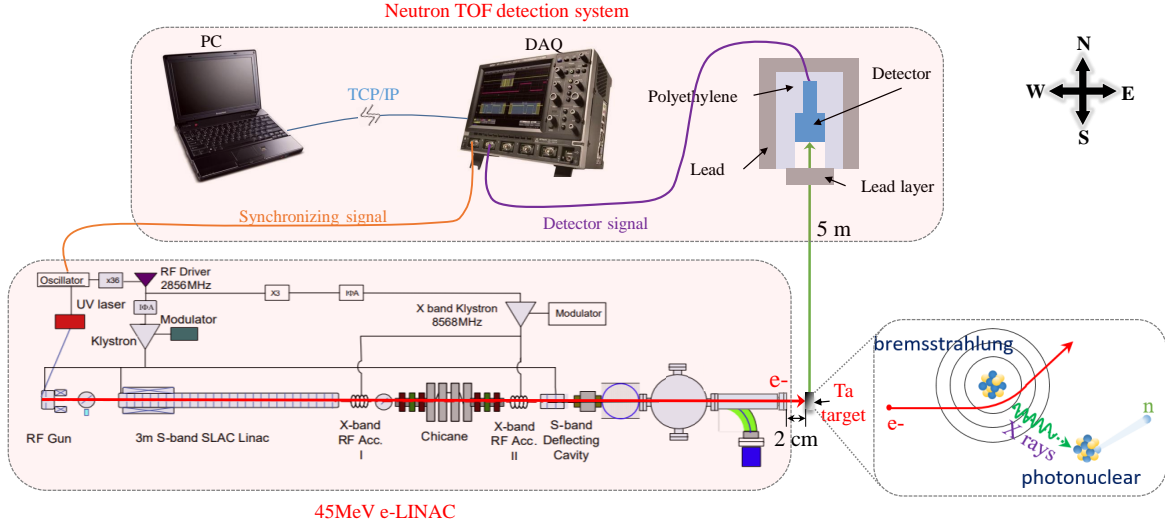 Neutron TOF detection system
PC
DAQ
TCP/IP
Polyethylene
Detector
Lead
Lead layer
N
W
E
S
Synchronizing signal
Detector signal
5 m
Oscillator
x36
RF Driver
2856MHz
UV laser
IΦA
Modulator
Klystron
X3
IΦA
X band Klystron
8568MHz
Modulator
e-
Ta
target
2 cm
RF Gun
3m S-band SLAC Linac
X-band
RF Acc.
I
Chicane
X-band
RF Acc.
II
S-band
Deflecting
Cavity
45MeV e-LINAC
bremsstrahlung
e-
X rays
n
photonuclear